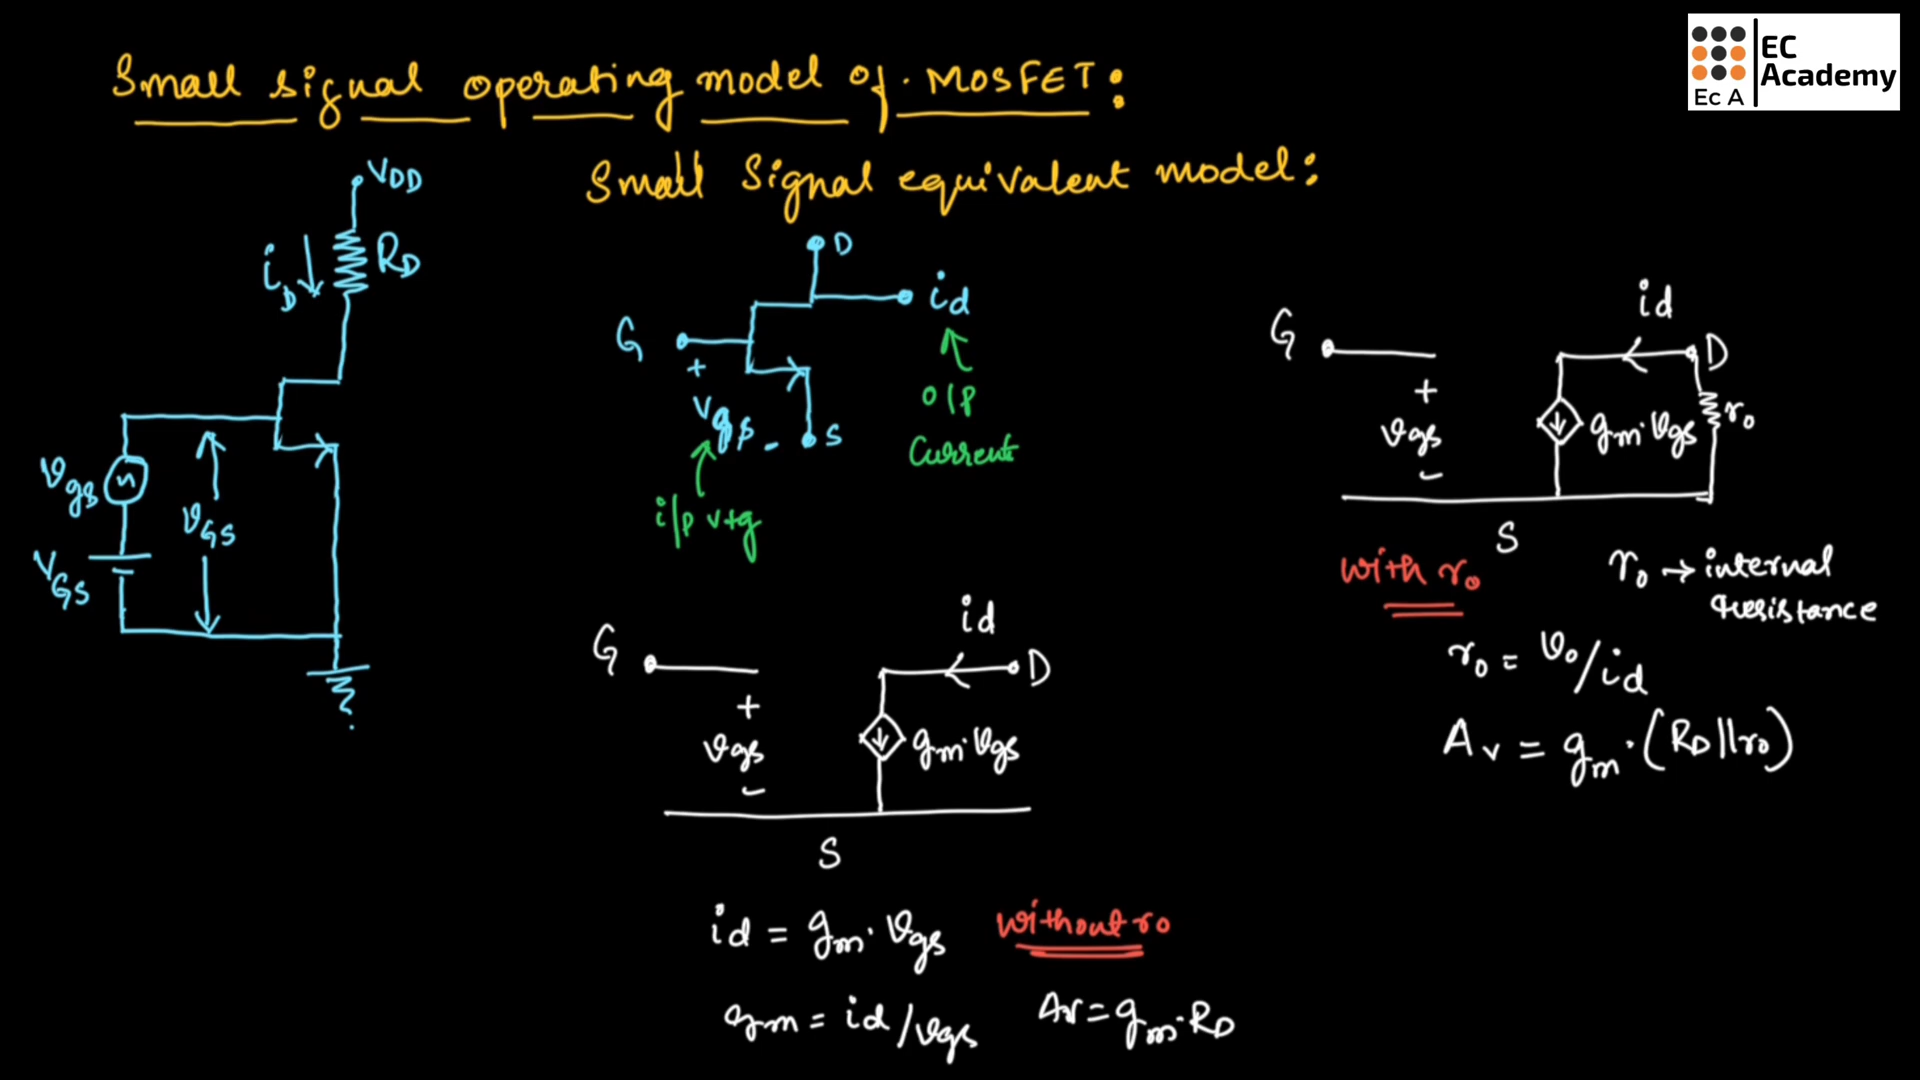 Small signal operating model of . MOSFET :
EC Academy
Ec A
Small Signal equivalent model :
VDD
iD
RD
vgs
VGS
vGS
D
G
id
+
Vgs -
S
O/P
Current
i/p vtg
G
id
D
+
vgs
-
gm·vgs
S
id = gm·vgs
without ro
gm = id/vgs
Av = gm·RD
G
id
D
+
vgs
-
gm·vgs
ro
S
with ro
ro → internal
resistance
ro = vo/id
Av = gm·(RD||ro)